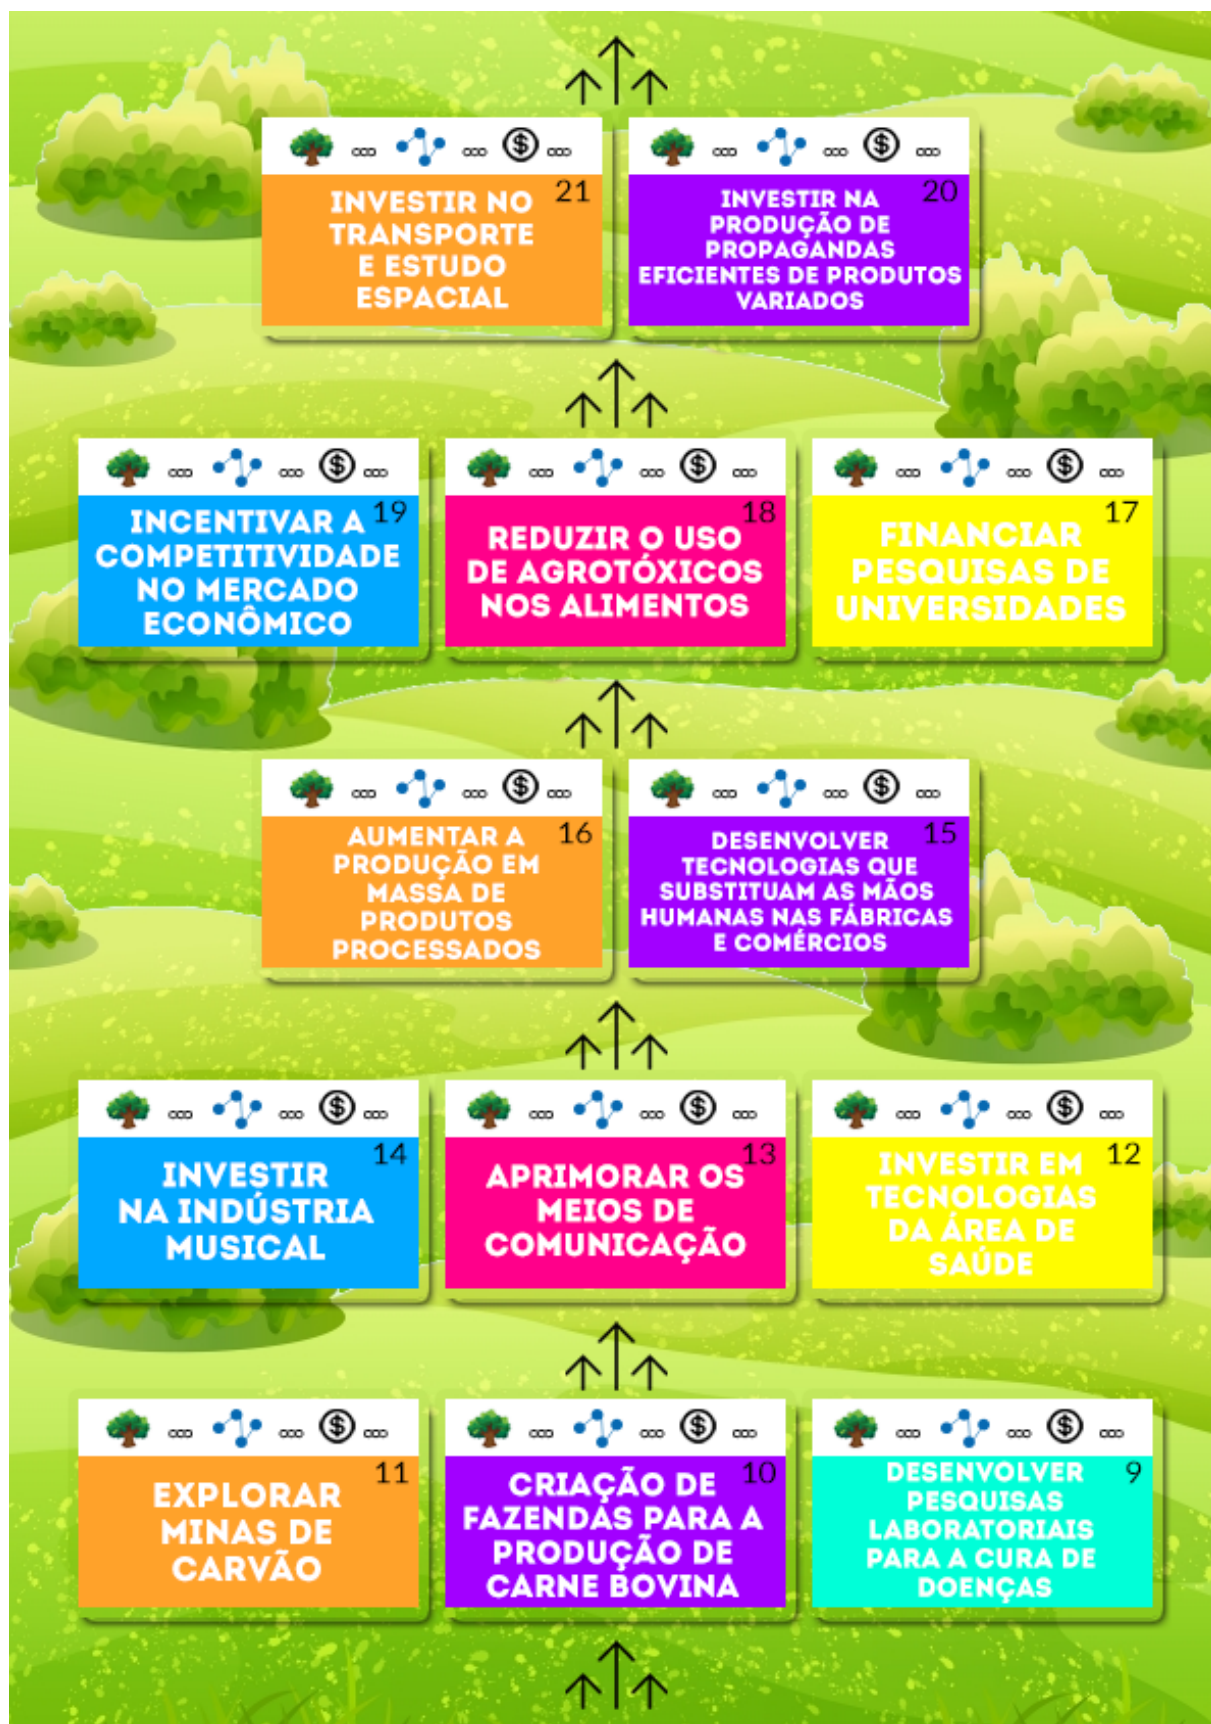 21
INVESTIR NO
TRANSPORTE
E ESTUDO
ESPACIAL
20
INVESTIR NA
PRODUÇÃO DE
PROPAGANDAS
EFICIENTES DE PRODUTOS
VARIADOS
19
INCENTIVAR A
COMPETITIVIDADE
NO MERCADO
ECONÔMICO
18
REDUZIR O USO
DE AGROTÓXICOS
NOS ALIMENTOS
17
FINANCIAR
PESQUISAS DE
UNIVERSIDADES
16
AUMENTAR A
PRODUÇÃO EM
MASSA DE
PRODUTOS
PROCESSADOS
15
DESENVOLVER
TECNOLOGIAS QUE
SUBSTITUAM AS MÃOS
HUMANAS NAS FÁBRICAS
E COMÉRCIOS
14
INVESTIR
NA INDÚSTRIA
MUSICAL
13
APRIMORAR OS
MEIOS DE
COMUNICAÇÃO
12
INVESTIR EM
TECNOLOGIAS
DA ÁREA DE
SAÚDE
11
EXPLORAR
MINAS DE
CARVÃO
10
CRIAÇÃO DE
FAZENDAS PARA A
PRODUÇÃO DE
CARNE BOVINA
9
DESENVOLVER
PESQUISAS
LABORATORIAIS
PARA A CURA DE
DOENÇAS